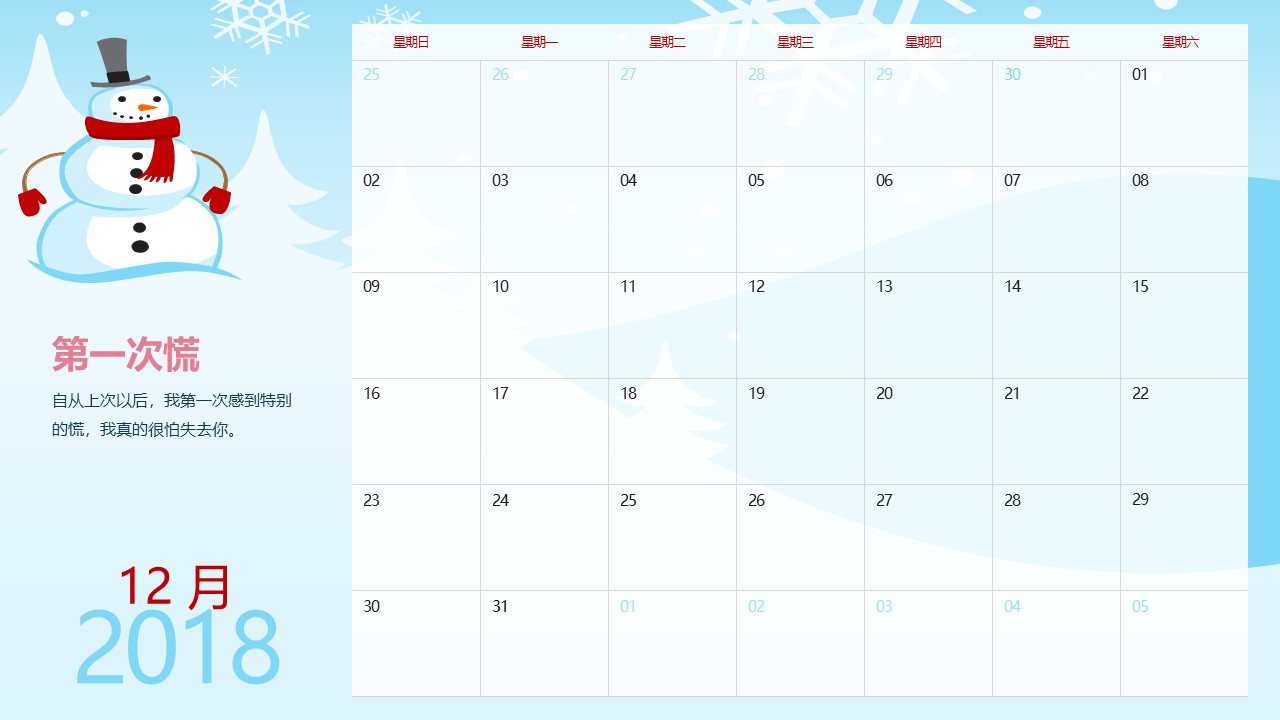 第一次慌
自从上次以后，我第一次感到特别
的慌，我真的很怕失去你。
12 月
2018
星期日 星期一 星期二 星期三 星期四 星期五 星期六
25 26 27 28 29 30 01
02 03 04 05 06 07 08
09 10 11 12 13 14 15
16 17 18 19 20 21 22
23 24 25 26 27 28 29
30 31 01 02 03 04 05